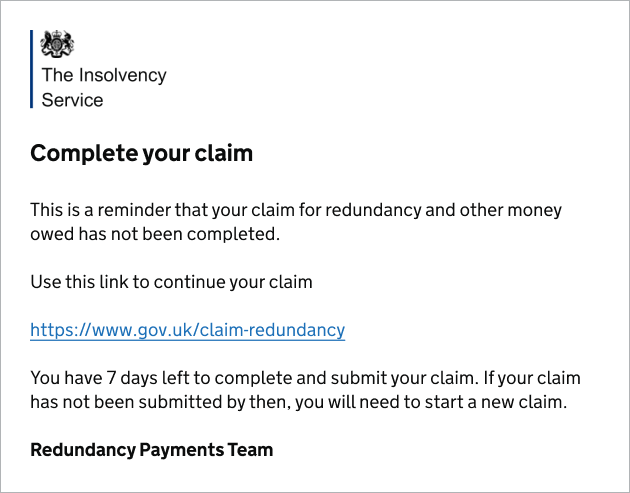 The Insolvency
Service
Complete your claim
This is a reminder that your claim for redundancy and other money
owed has not been completed.
Use this link to continue your claim
https://www.gov.uk/claim-redundancy
You have 7 days left to complete and submit your claim. If your claim
has not been submitted by then, you will need to start a new claim.
Redundancy Payments Team